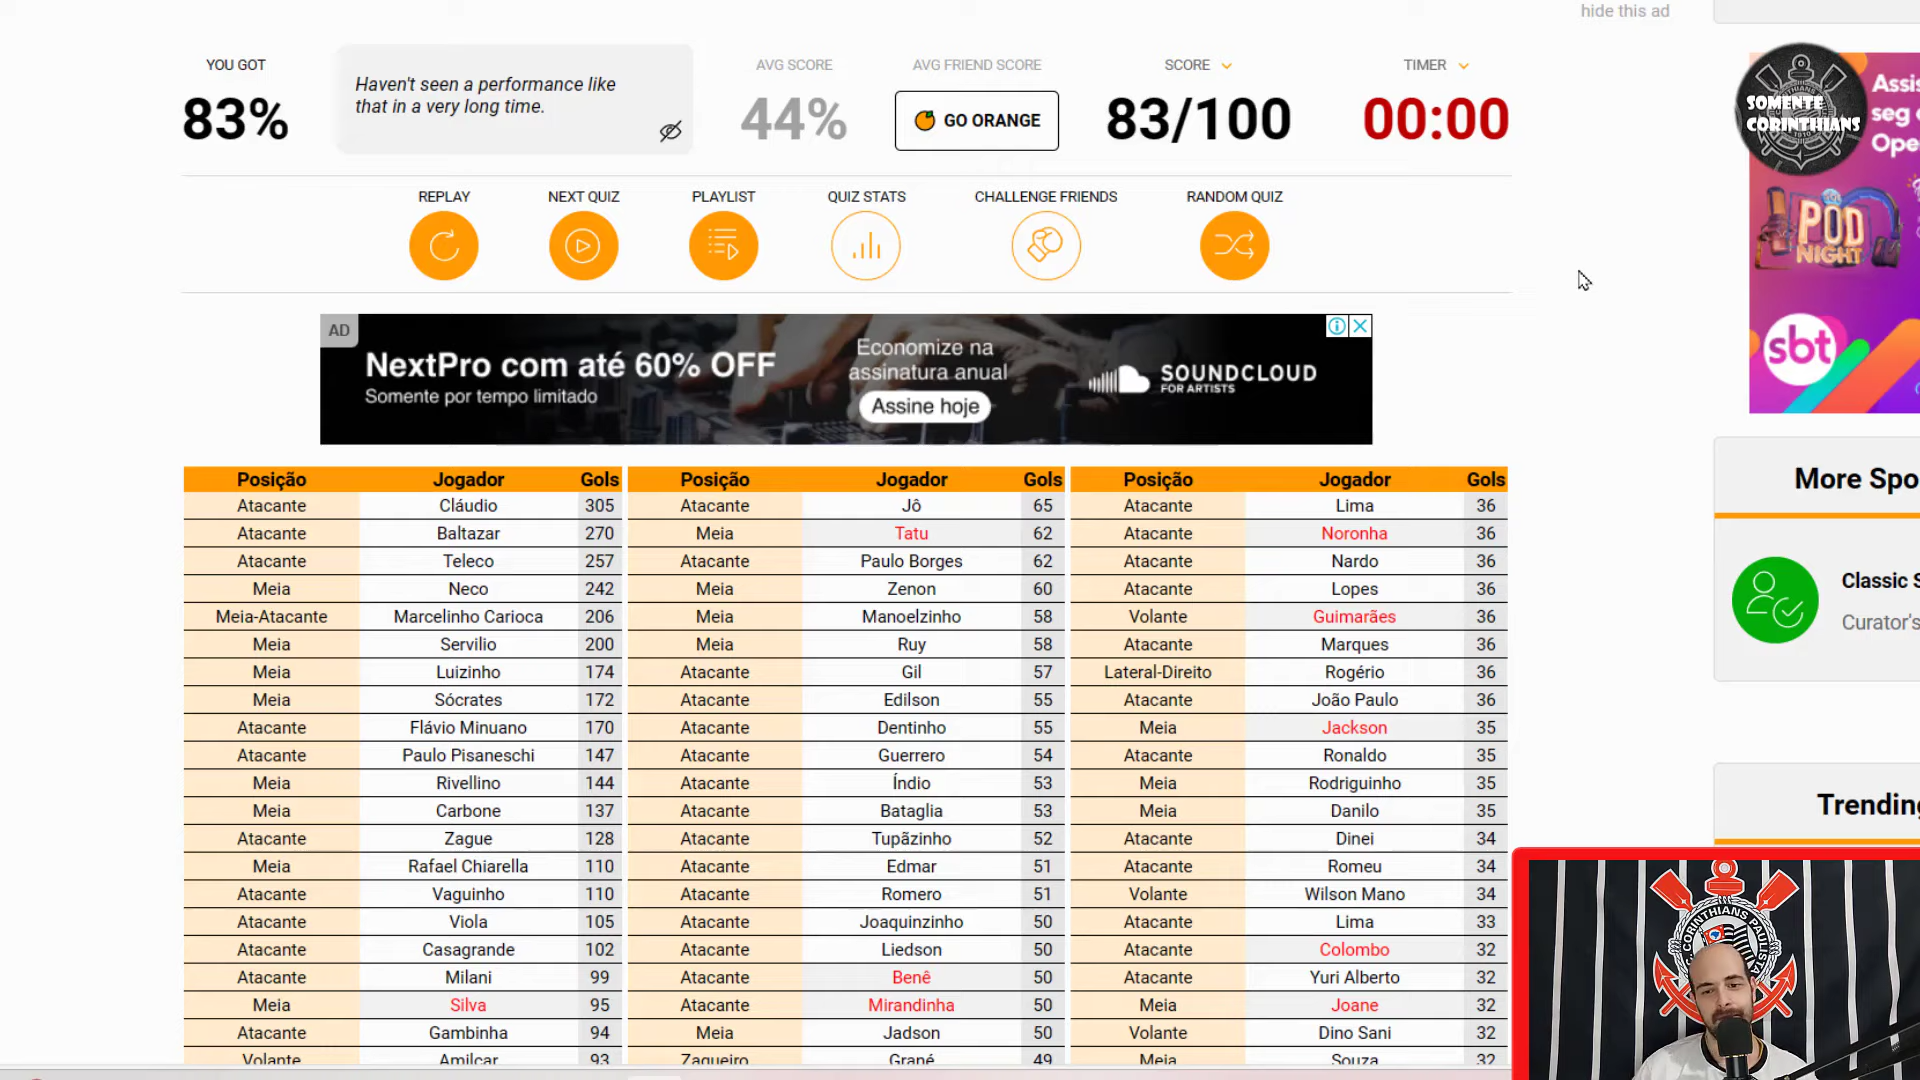 hide this ad
YOU GOT
83%
Haven't seen a performance like
that in a very long time.
AVG SCORE
44%
AVG FRIEND SCORE
GO ORANGE
SCORE
83/100
TIMER
00:00
SOMENTE
CORINTHIANS
Assis
seg
Ope
POD
NIGHT
sbt
REPLAY
NEXT QUIZ
PLAYLIST
QUIZ STATS
CHALLENGE FRIENDS
RANDOM QUIZ
AD
NextPro com até 60% OFF
Somente por tempo limitado
Economize na
assinatura anual
Assine hoje
SOUNDCLOUD
FOR ARTISTS
Posição Jogador Gols Posição Jogador Gols Posição Jogador Gols
Atacante Cláudio 305 Atacante Jô 65 Atacante Lima 36
Atacante Baltazar 270 Meia Tatu 62 Atacante Noronha 36
Atacante Teleco 257 Atacante Paulo Borges 62 Atacante Nardo 36
Meia Neco 242 Meia Zenon 60 Atacante Lopes 36
Meia-Atacante Marcelinho Carioca 206 Meia Manoelzinho 58 Volante Guimarães 36
Meia Servilio 200 Meia Ruy 58 Atacante Marques 36
Meia Luizinho 174 Atacante Gil 57 Lateral-Direito Rogério 36
Meia Sócrates 172 Atacante Edilson 55 Atacante João Paulo 36
Atacante Flávio Minuano 170 Atacante Dentinho 55 Meia Jackson 35
Atacante Paulo Pisaneschi 147 Atacante Guerrero 54 Atacante Ronaldo 35
Meia Rivellino 144 Atacante Índio 53 Meia Rodriguinho 35
Meia Carbone 137 Atacante Bataglia 53 Meia Danilo 35
Atacante Zague 128 Atacante Tupãzinho 52 Atacante Dinei 34
Meia Rafael Chiarella 110 Atacante Edmar 51 Atacante Romeu 34
Atacante Vaguinho 110 Atacante Romero 51 Volante Wilson Mano 34
Atacante Viola 105 Atacante Joaquinzinho 50 Atacante Lima 33
Atacante Casagrande 102 Atacante Liedson 50 Atacante Colombo 32
Atacante Milani 99 Atacante Benê 50 Atacante Yuri Alberto 32
Meia Silva 95 Atacante Mirandinha 50 Meia Joane 32
Atacante Gambinha 94 Meia Jadson 50 Volante Dino Sani 32
Volante Amilcar 93 Zagueiro Grané 49 Meia Souza 32
More Spo
Classic S
Curator's
Trending
CORINTHIANS PAULISTA